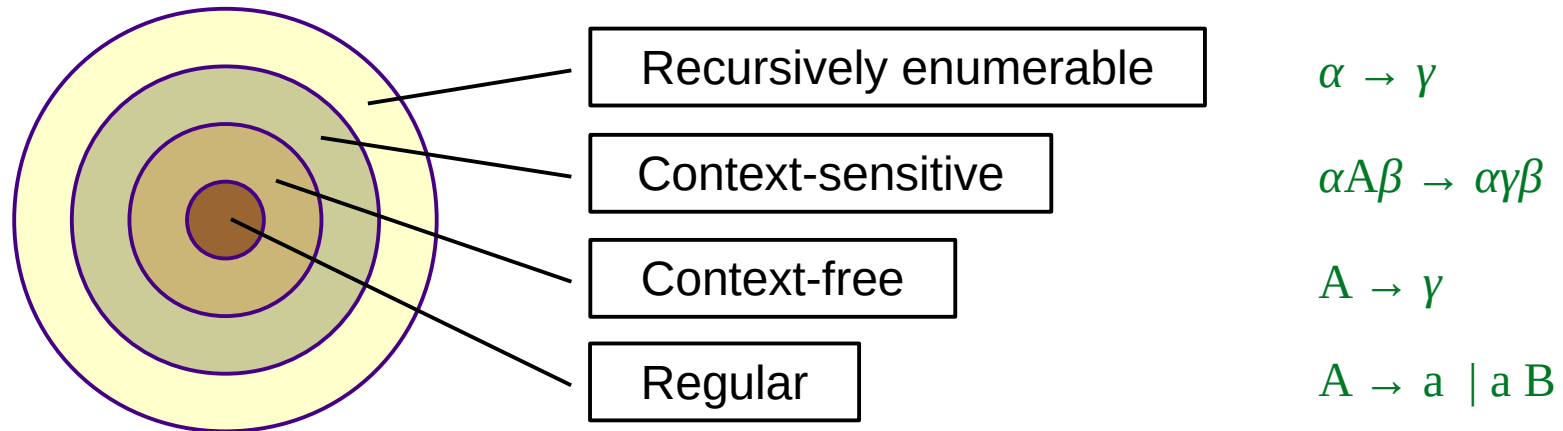 Recursively enumerable α → γ
Context-sensitive αAβ → αγβ
Context-free A → γ
Regular A → a | a B